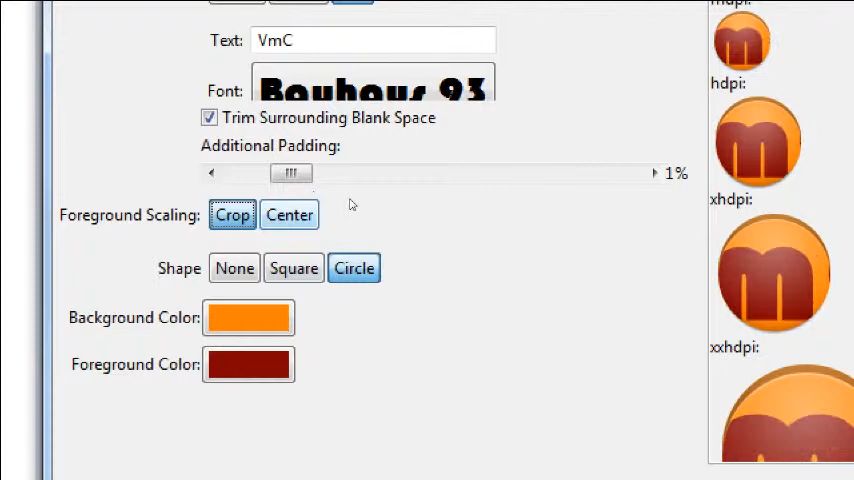 mdpi:
Text: VmC
Font: Bauhaus 93
hdpi:
Trim Surrounding Blank Space
Additional Padding:
1%
xhdpi:
Foreground Scaling: Crop Center
Shape None Square Circle
Background Color:
xxhdpi:
Foreground Color:
m
m
m
m